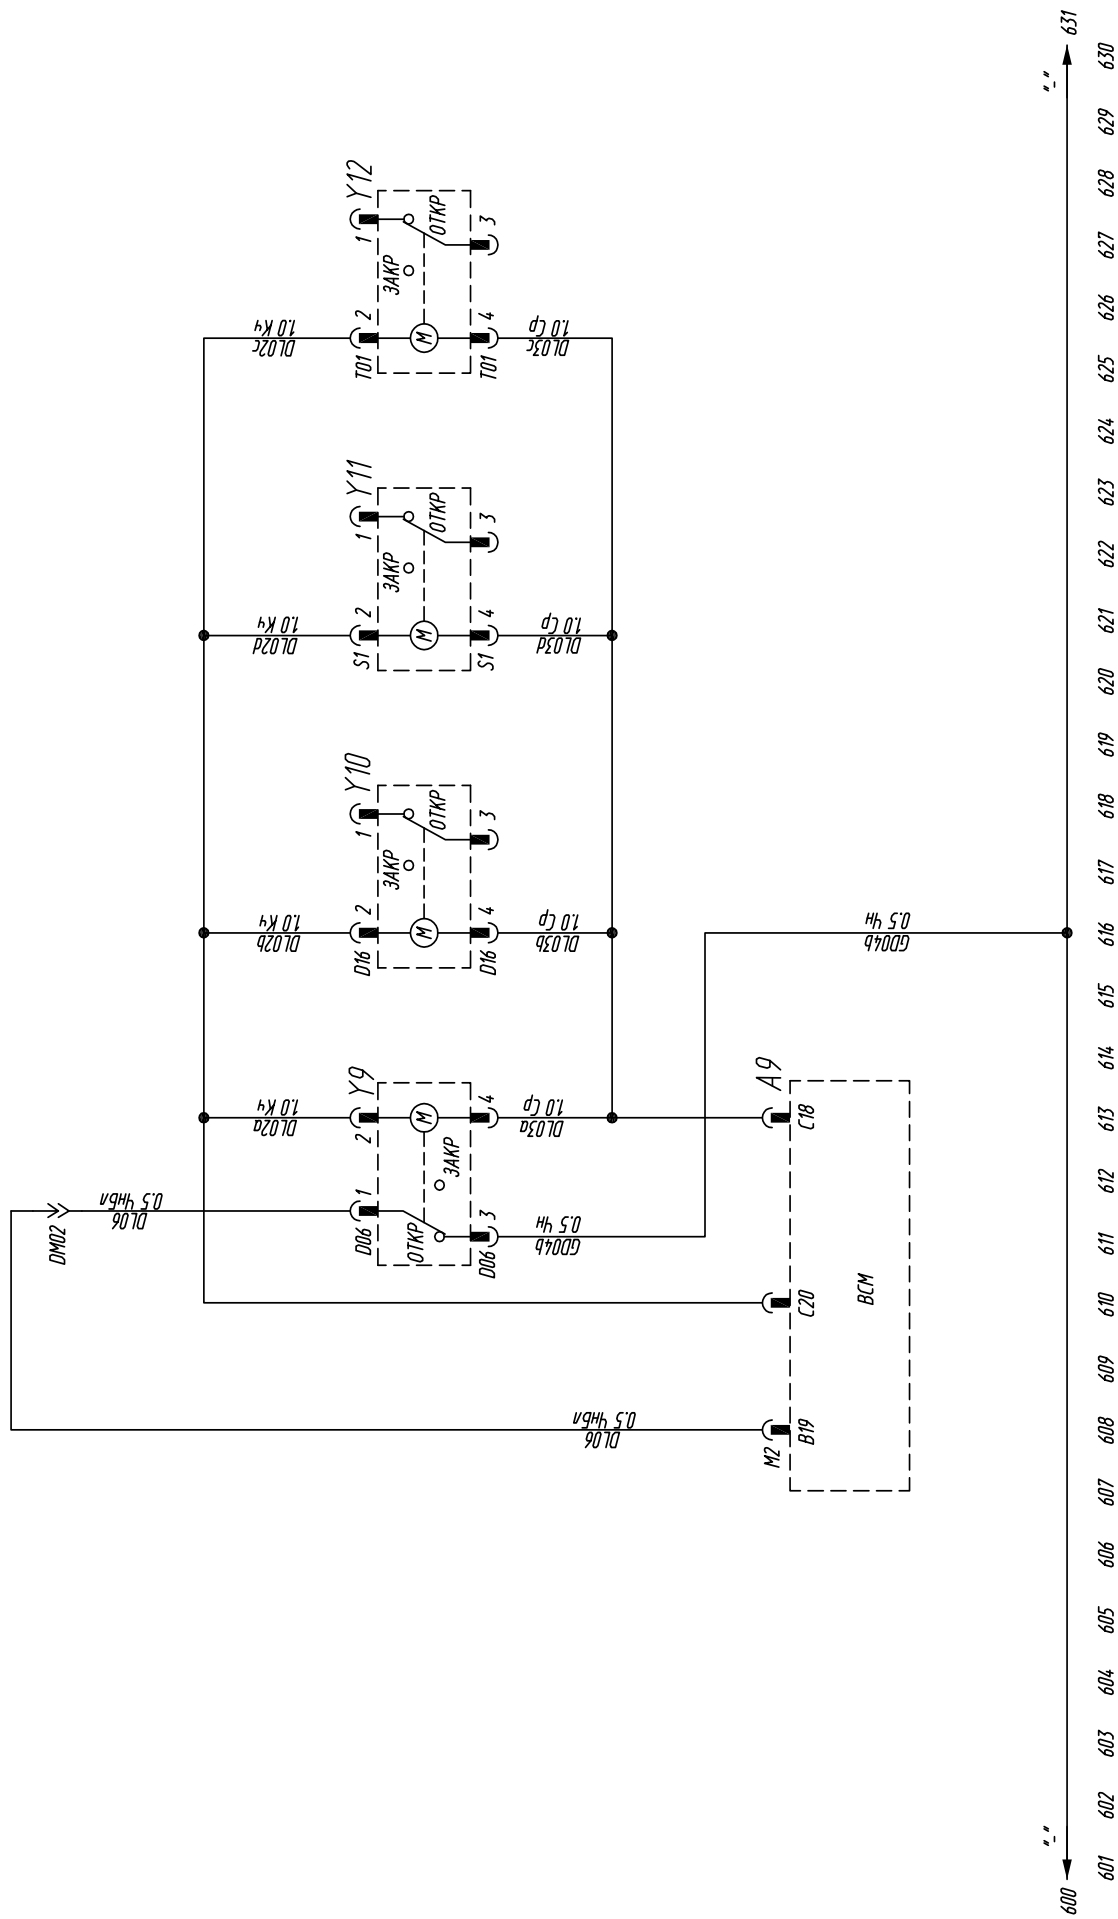 600
601
602
603
604
605
606
607
608
609
610
611
612
613
614
615
616
617
618
619
620
621
622
623
624
625
626
627
628
629
630
631
"-"
"-"
DM02
DL06
0.5 ЧнБл
DL06
0.5 ЧнБл
DL02a
1.0 Кч
DL02b
1.0 Кч
DL02d
1.0 Кч
DL02c
1.0 Кч
Y9
D06
1
2
ОТКР
ЗАКР
М
D06
3
4
Y10
D16
2
1
ЗАКР
ОТКР
М
D16
4
3
Y11
S1
2
1
ЗАКР
ОТКР
М
S1
4
3
Y12
T01
2
1
ЗАКР
ОТКР
М
T01
4
3
GD04b
0.5 Чн
DL03a
1.0 Ср
DL03b
1.0 Ср
DL03d
1.0 Ср
DL03c
1.0 Ср
GD04b
0.5 Чн
A9
M2
B19
C20
C18
BCM